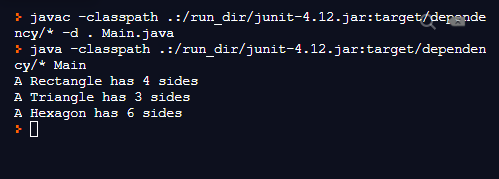 > javac -classpath .:/run_dir/junit-4.12.jar:target/depende
ncy/* -d . Main.java
> java -classpath .:/run_dir/junit-4.12.jar:target/dependen
cy/* Main
A Rectangle has 4 sides
A Triangle has 3 sides
A Hexagon has 6 sides
>